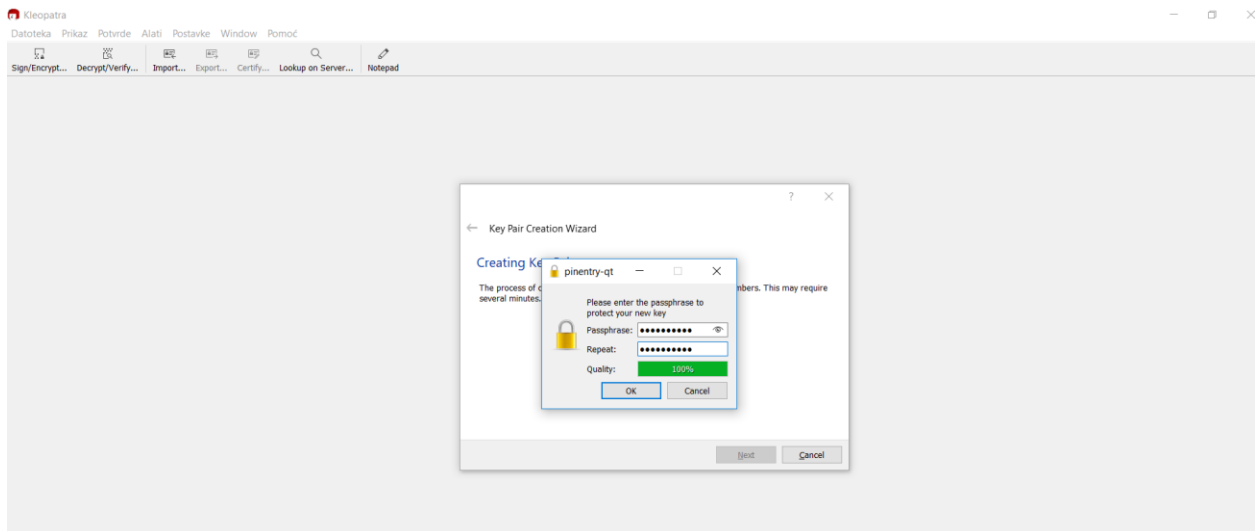 Kleopatra
Datoteka Prikaz Potvrde Alati Postavke Window Pomoć
Sign/Encrypt... Decrypt/Verify... Import... Export... Certify... Lookup on Server... Notepad
?
Key Pair Creation Wizard
Creating Ke
pinentry-qt
The process of c
mbers. This may require
several minutes.
Please enter the passphrase to
protect your new key
Passphrase: ●●●●●●●●●●
Repeat: ●●●●●●●●●●
Quality: 100%
OK Cancel
Next Cancel